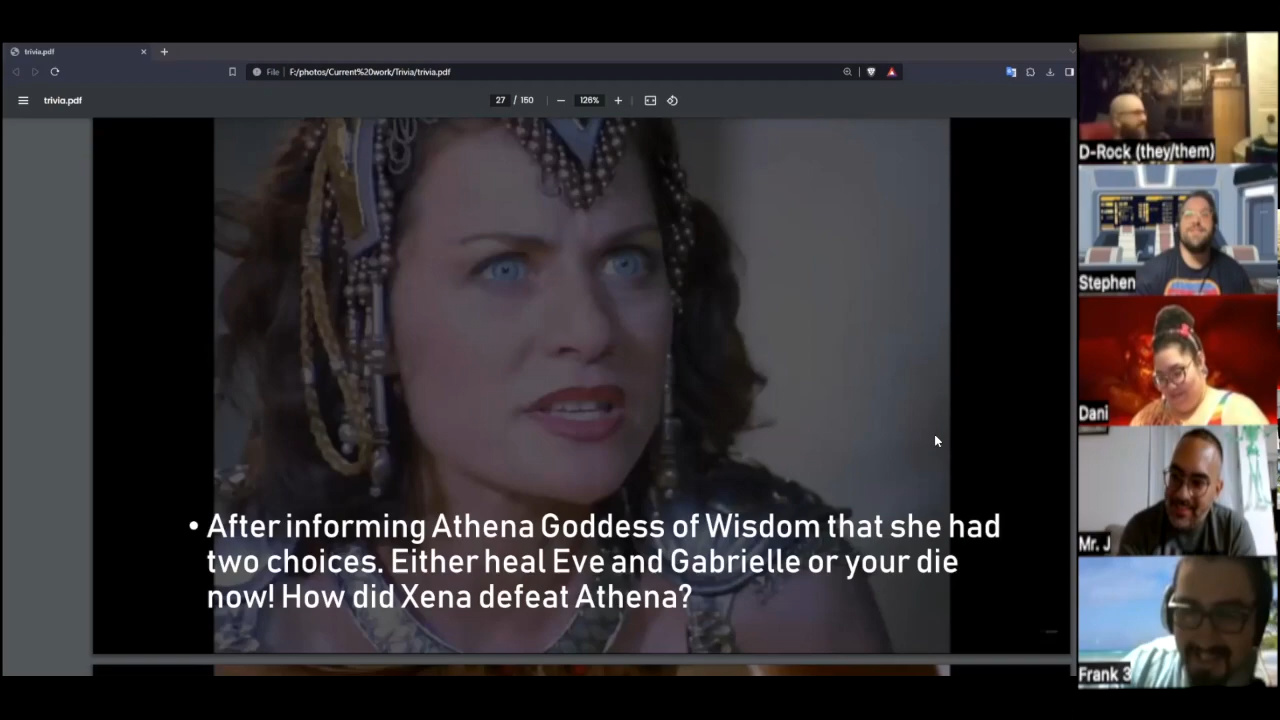 trivia.pdf
File F:/photos/Current%20work/Trivia/trivia.pdf
trivia.pdf
27 / 150
126%
• After informing Athena Goddess of Wisdom that she had
two choices. Either heal Eve and Gabrielle or your die
now! How did Xena defeat Athena?
D-Rock (they/them)
Stephen
Dani
Mr. J
Frank 3